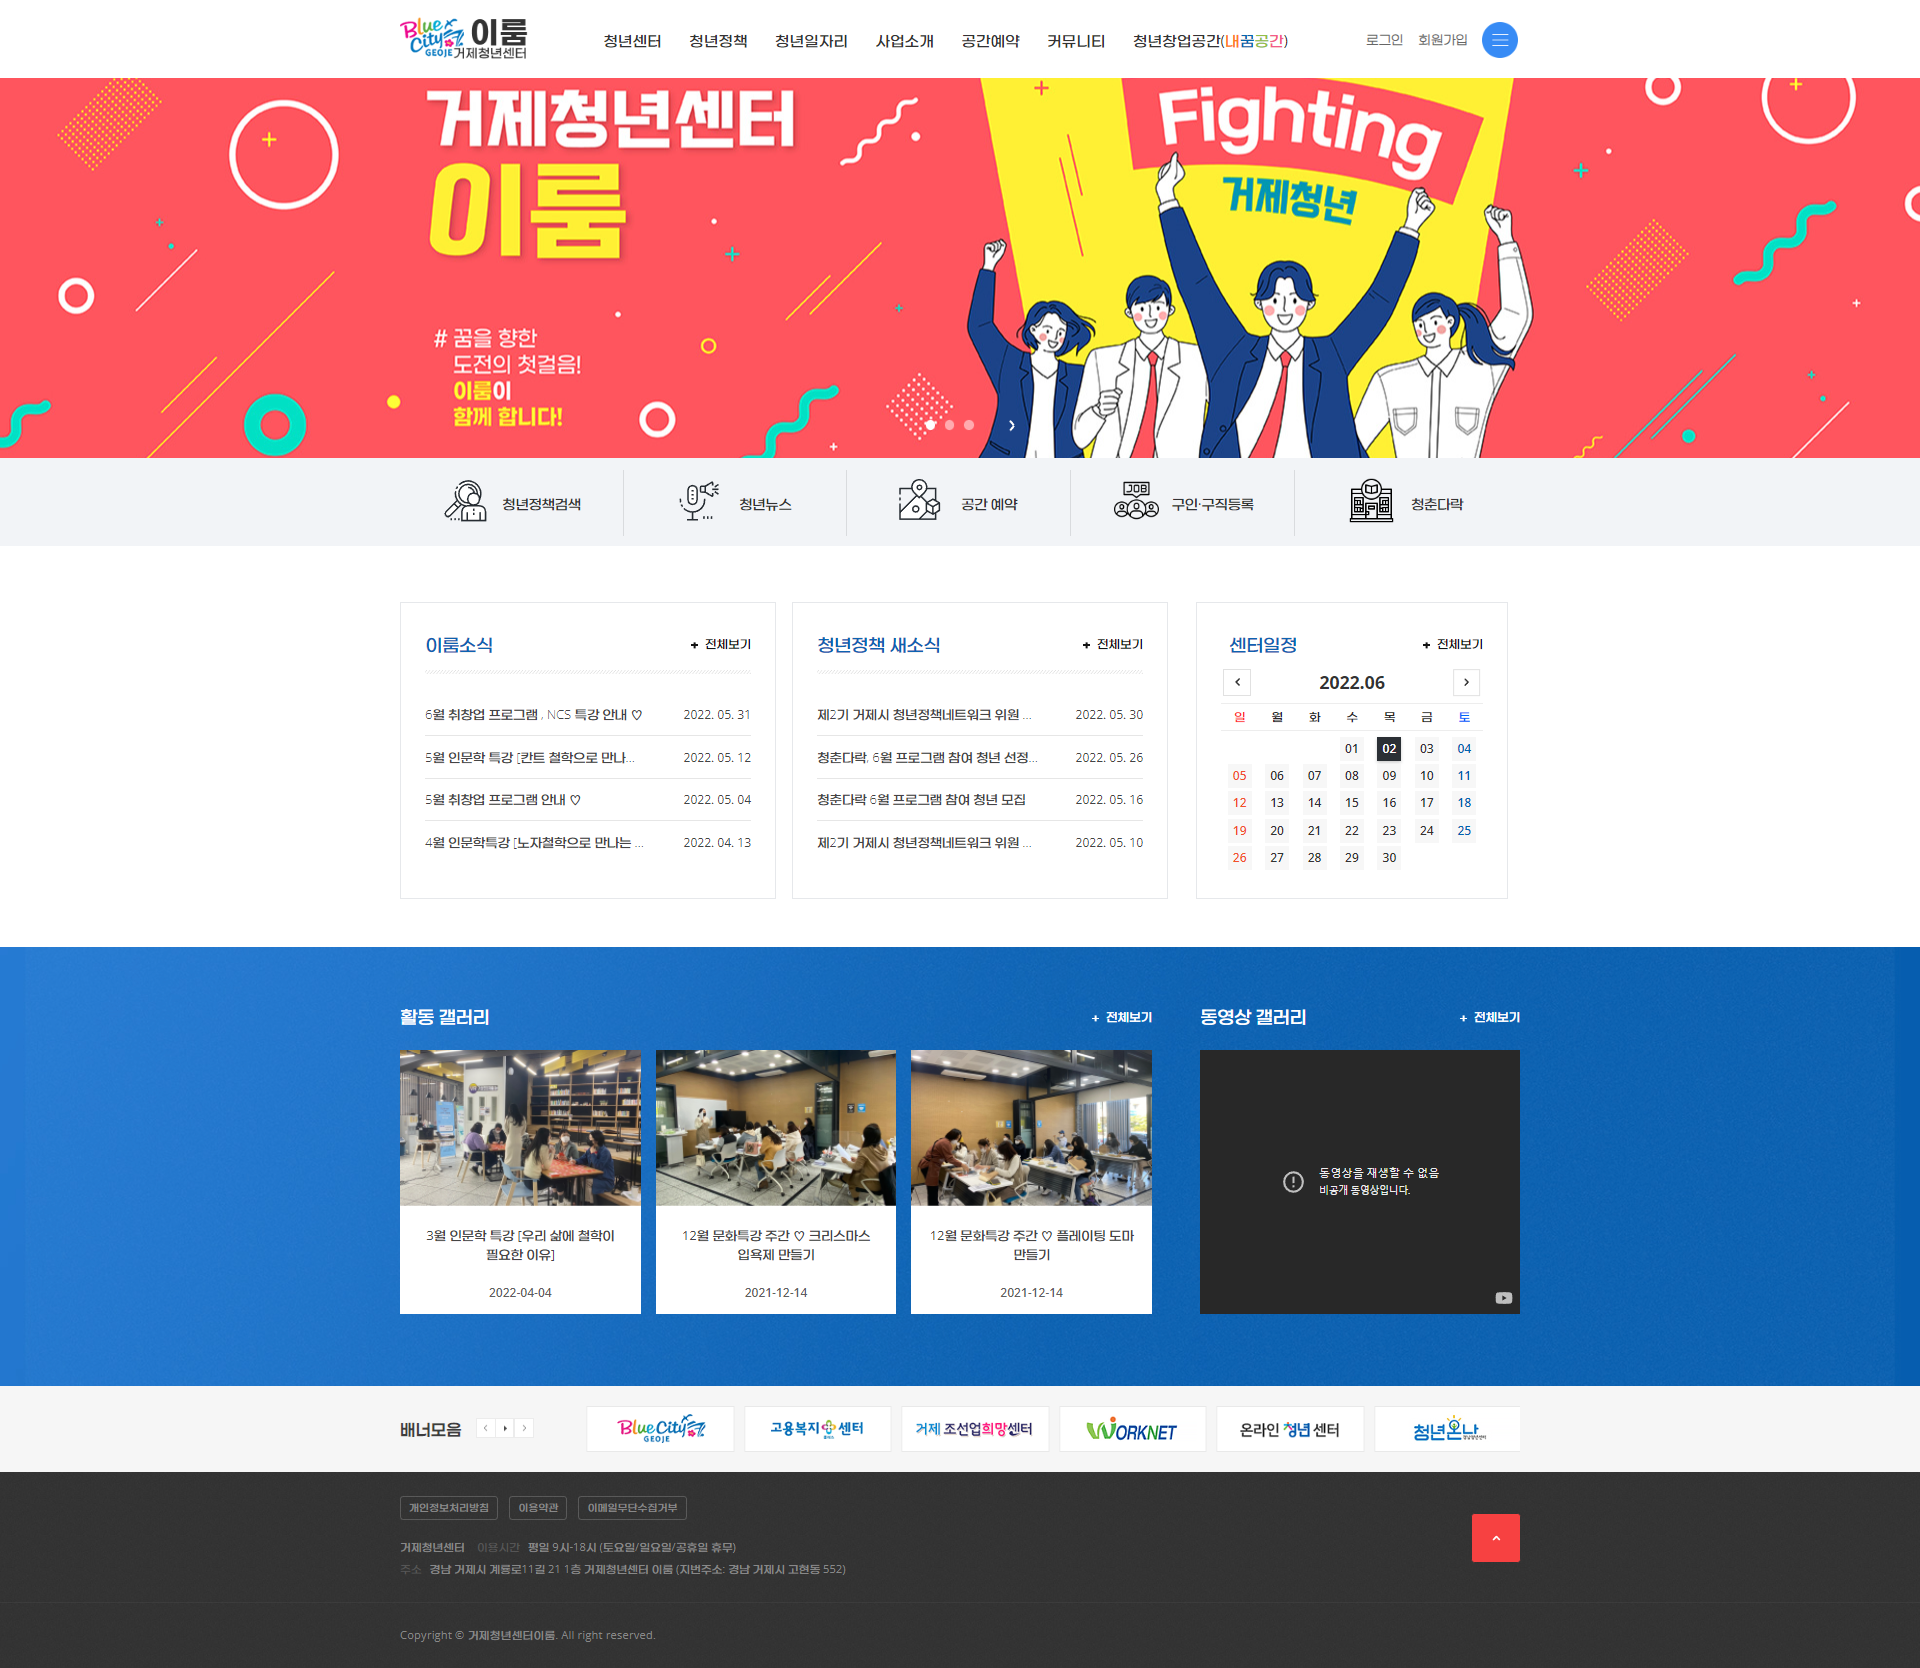 Blue City GEOJE 이룸 거제청년센터
청년센터 청년정책 청년일자리 사업소개 공간예약 커뮤니티 청년창업공간(내꿈공간) 로그인 회원가입
거제청년센터
이룸
# 꿈을 향한
도전의 첫걸음!
이룸이
함께 합니다!
Fighting
거제청년
청년정책검색 청년뉴스 공간 예약 JOB 구인·구직등록 청춘다락
이룸소식 + 전체보기
6월 취창업 프로그램 , NCS 특강 안내 ♡ 2022. 05. 31
5월 인문학 특강 [칸트 철학으로 만나... 2022. 05. 12
5월 취창업 프로그램 안내 ♡ 2022. 05. 04
4월 인문학특강 [노자철학으로 만나는 ... 2022. 04. 13
청년정책 새소식 + 전체보기
제2기 거제시 청년정책네트워크 위원 ... 2022. 05. 30
청춘다락, 6월 프로그램 참여 청년 선정... 2022. 05. 26
청춘다락 6월 프로그램 참여 청년 모집 2022. 05. 16
제2기 거제시 청년정책네트워크 위원 ... 2022. 05. 10
센터일정 + 전체보기
2022.06
일 월 화 수 목 금 토
01 02 03 04
05 06 07 08 09 10 11
12 13 14 15 16 17 18
19 20 21 22 23 24 25
26 27 28 29 30
활동 갤러리 + 전체보기
3월 인문학 특강 [우리 삶에 철학이
필요한 이유]
2022-04-04
12월 문화특강 주간 ♡ 크리스마스
입욕제 만들기
2021-12-14
12월 문화특강 주간 ♡ 플레이팅 도마
만들기
2021-12-14
동영상 갤러리 + 전체보기
동영상을 재생할 수 없음
비공개 동영상입니다.
배너모음
Blue City GEOJE
고용복지 센터
거제 조선업희망센터
WORKNET
온라인 청년 센터
청년온나
개인정보처리방침 이용약관 이메일무단수집거부
거제청년센터 이용시간 평일 9시-18시 (토요일/일요일/공휴일 휴무)
주소 경남 거제시 계룡로11길 21 1층 거제청년센터 이룸 (지번주소: 경남 거제시 고현동 552)
Copyright © 거제청년센터이룸. All right reserved.